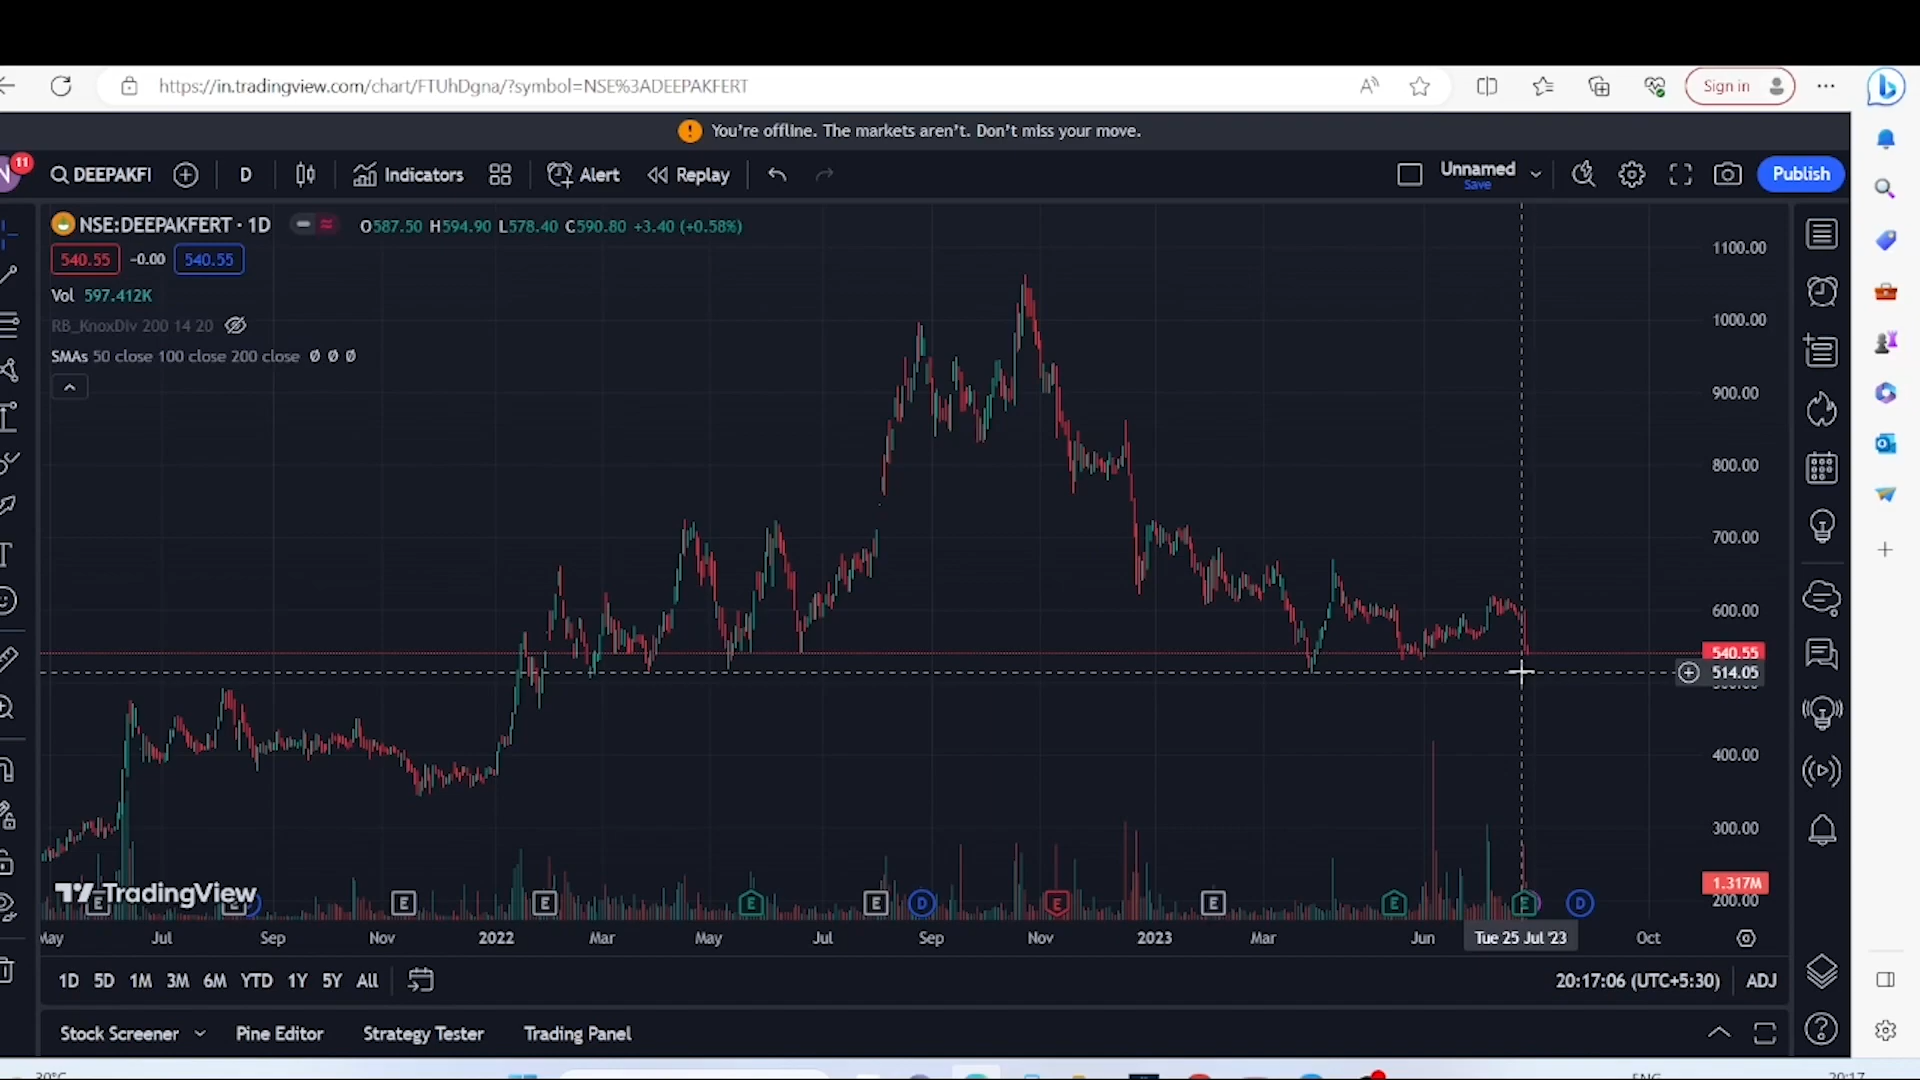 https://in.tradingview.com/chart/FTUhDgna/?symbol=NSE%3ADEEPAKFERT
Sign in
You're offline. The markets aren't. Don't miss your move.
N 11 DEEPAKFI D Indicators Alert Replay Unnamed Save Publish
NSE:DEEPAKFERT · 1D O587.50 H594.90 L578.40 C590.80 +3.40 (+0.58%)
540.55 -0.00 540.55
Vol 597.412K
RB_KnoxDiv 200 14 20
SMAs 50 close 100 close 200 close Ø Ø Ø
1100.00
1000.00
900.00
800.00
700.00
600.00
540.55
514.05
400.00
300.00
1.317M
200.00
TradingView
E E E E E E D E E E E D
May Jul Sep Nov 2022 Mar May Jul Sep Nov 2023 Mar Jun Tue 25 Jul '23 Oct
1D 5D 1M 3M 6M YTD 1Y 5Y All 20:17:06 (UTC+5:30) ADJ
Stock Screener Pine Editor Strategy Tester Trading Panel
30°C ENG 20:17